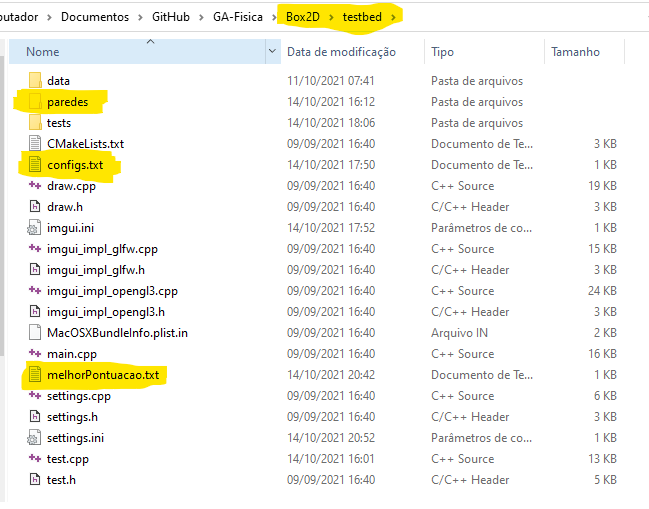 putador > Documentos > GitHub > GA-Fisica > Box2D > testbed >
Nome Data de modificação Tipo Tamanho
data 11/10/2021 07:41 Pasta de arquivos
paredes 14/10/2021 16:12 Pasta de arquivos
tests 14/10/2021 18:06 Pasta de arquivos
CMakeLists.txt 09/09/2021 16:40 Documento de Te... 3 KB
configs.txt 14/10/2021 17:50 Documento de Te... 1 KB
draw.cpp 09/09/2021 16:40 C++ Source 19 KB
draw.h 09/09/2021 16:40 C/C++ Header 3 KB
imgui.ini 14/10/2021 17:52 Parâmetros de co... 1 KB
imgui_impl_glfw.cpp 09/09/2021 16:40 C++ Source 15 KB
imgui_impl_glfw.h 09/09/2021 16:40 C/C++ Header 3 KB
imgui_impl_opengl3.cpp 09/09/2021 16:40 C++ Source 24 KB
imgui_impl_opengl3.h 09/09/2021 16:40 C/C++ Header 3 KB
MacOSXBundleInfo.plist.in 09/09/2021 16:40 Arquivo IN 2 KB
main.cpp 09/09/2021 16:40 C++ Source 16 KB
melhorPontuacao.txt 14/10/2021 20:42 Documento de Te... 1 KB
settings.cpp 09/09/2021 16:40 C++ Source 6 KB
settings.h 09/09/2021 16:40 C/C++ Header 3 KB
settings.ini 14/10/2021 20:52 Parâmetros de co... 1 KB
test.cpp 14/10/2021 16:01 C++ Source 13 KB
test.h 09/09/2021 16:40 C/C++ Header 5 KB